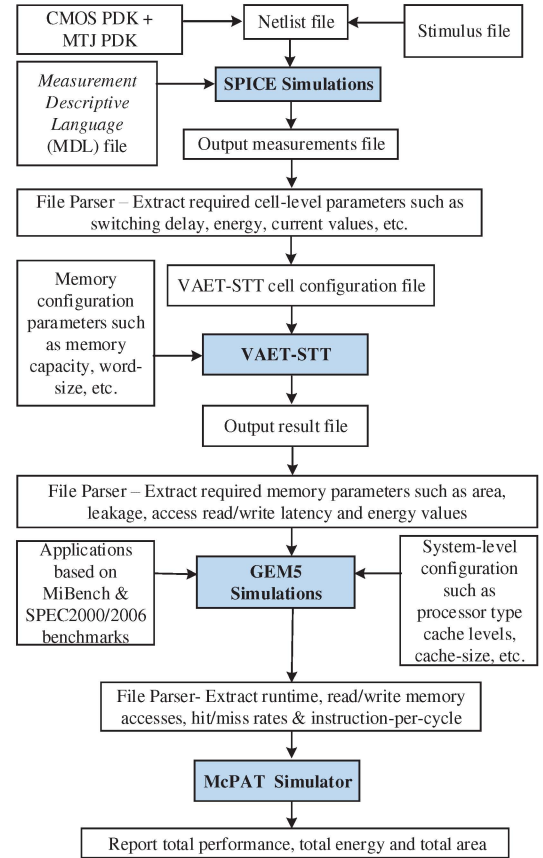 CMOS PDK +
MTJ PDK
Netlist file
Stimulus file
Measurement
Descriptive
Language
(MDL) file
SPICE Simulations
Output measurements file
File Parser – Extract required cell-level parameters such as
switching delay, energy, current values, etc.
VAET-STT cell configuration file
Memory
configuration
parameters such
as memory
capacity, word-
size, etc.
VAET-STT
Output result file
File Parser – Extract required memory parameters such as area,
leakage, access read/write latency and energy values
Applications
based on
MiBench &
SPEC2000/2006
benchmarks
GEM5
Simulations
System-level
configuration
such as
processor type
cache levels,
cache-size, etc.
File Parser- Extract runtime, read/write memory
accesses, hit/miss rates & instruction-per-cycle
McPAT Simulator
Report total performance, total energy and total area